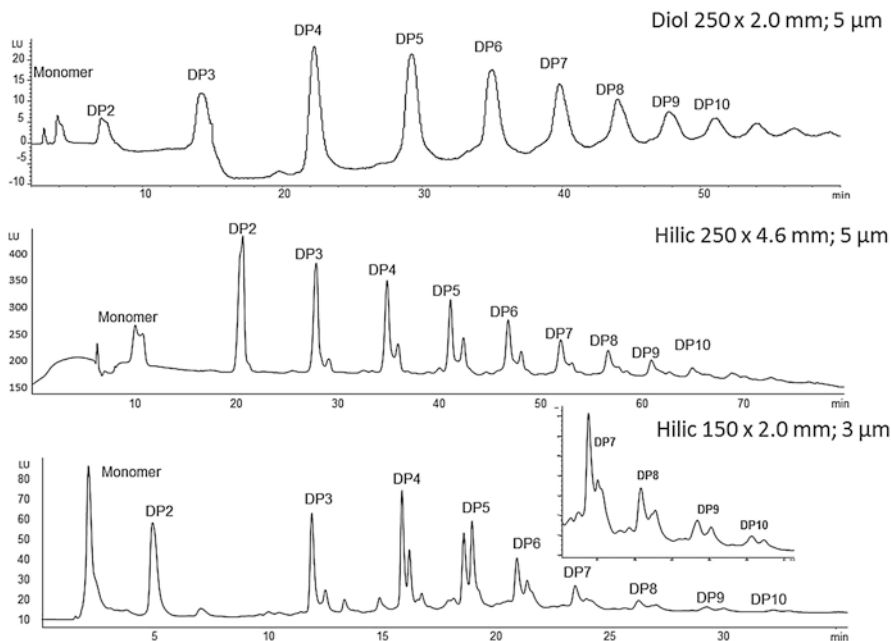 Diol 250 x 2.0 mm; 5 µm
LU
20
15
10
5
0
-5
-10
Monomer
DP2
DP3
DP4
DP5
DP6
DP7
DP8
DP9
DP10
10
20
30
40
50
min
Hilic 250 x 4.6 mm; 5 µm
LU
400
350
300
250
200
150
Monomer
DP2
DP3
DP4
DP5
DP6
DP7
DP8
DP9
DP10
10
20
30
40
50
60
70
min
Hilic 150 x 2.0 mm; 3 µm
LU
80
70
60
50
40
30
20
10
Monomer
DP2
DP3
DP4
DP5
DP6
DP7
DP8
DP9
DP10
DP7
DP8
DP9
DP10
5
10
15
20
25
30
min